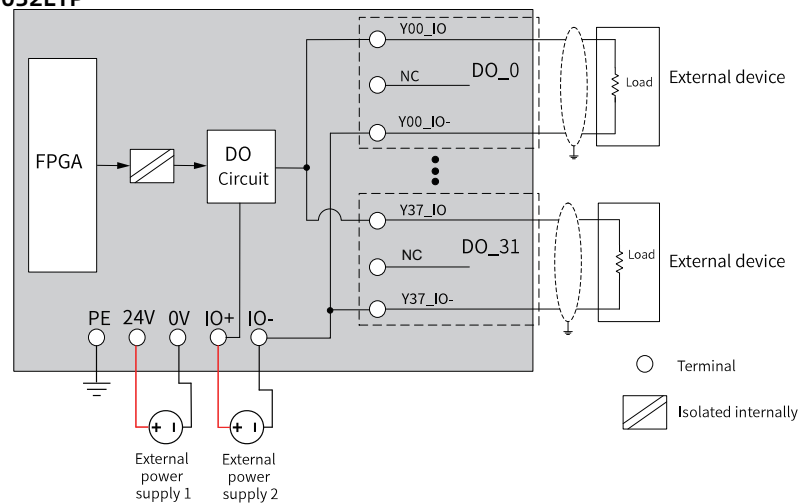 Y00_IO
NC
DO_0
Y00_IO-
Load
External device
FPGA
DO
Circuit
Y37_IO
NC
DO_31
Y37_IO-
Load
External device
PE
24V
0V
IO+
IO-
Terminal
Isolated internally
External
power
supply 1
External
power
supply 2